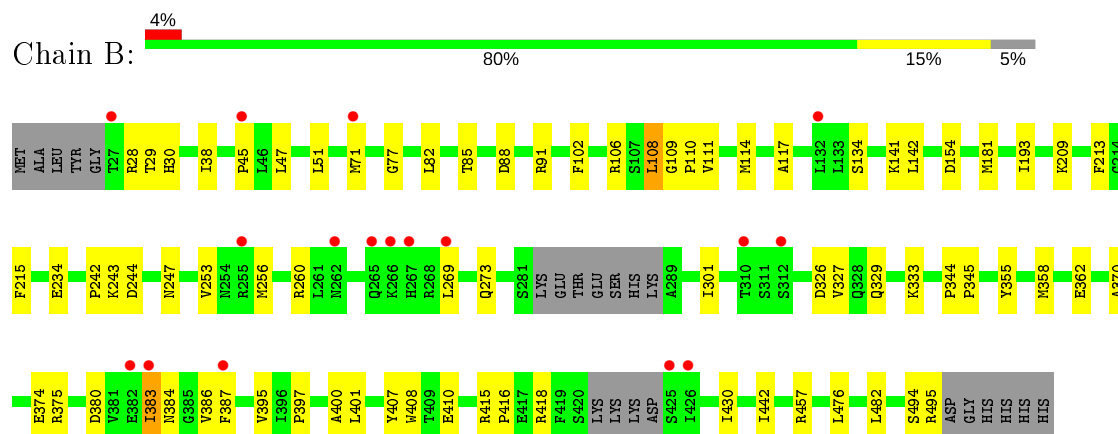 4%
Chain B:
80% 15% 5%
MET ALA LEU TYR GLY T27 R28 T29 H30 I38 P45 L46 L47 L51 M71 G77 L82 T85 D88 R91 F102 R106 S107 L108 G109 P110 V111 M114 A117 L132 L133 S134 K141 L142 D154 M181 I193 K209 F213 G214
F215 E234 P242 K243 D244 N247 V253 N254 R255 M256 R260 L261 N262 Q265 K266 H267 R268 L269 Q273 S281 LYS GLU THR GLU SER HIS LYS A289 I301 T310 S311 S312 D326 V327 Q328 Q329 K333 P344 P345 Y355 M358 E362 A370
E374 R375 D380 V381 E382 I383 N384 G385 V386 F387 V395 I396 P397 A400 L401 Y407 W408 T409 E410 R415 P416 E417 R418 F419 S420 LYS LYS LYS ASP S425 I426 I430 I442 R457 L476 L482 S494 R495 ASP GLY HIS HIS HIS HIS